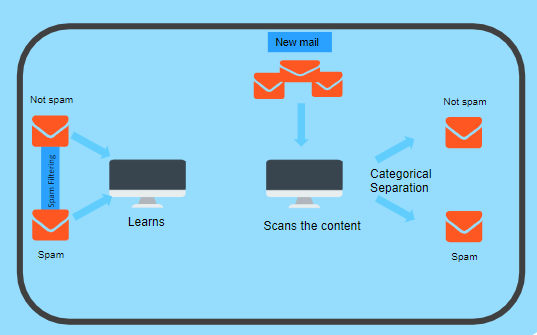 New mail
Not spam
Spam Filtering
Spam
Learns
Scans the content
Categorical
Separation
Not spam
Spam